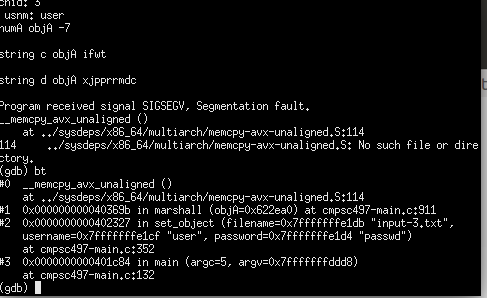 chid: 3
usnm: user
numA objA -7
string c objA ifwt
string d objA xjpprrmdc
Program received signal SIGSEGV, Segmentation fault.
__memcpy_avx_unaligned ()
at ../sysdeps/x86_64/multiarch/memcpy-avx-unaligned.S:114
114 ../sysdeps/x86_64/multiarch/memcpy-avx-unaligned.S: No such file or dire
ctory.
(gdb) bt
#0 __memcpy_avx_unaligned ()
at ../sysdeps/x86_64/multiarch/memcpy-avx-unaligned.S:114
#1 0x000000000040369b in marshall (objA=0x622ea0) at cmpsc497-main.c:911
#2 0x0000000000402327 in set_object (filename=0x7fffffffe1db "input-3.txt",
username=0x7fffffffe1cf "user", password=0x7fffffffe1d4 "passwd")
at cmpsc497-main.c:352
#3 0x0000000000401c84 in main (argc=5, argv=0x7fffffffddd8)
at cmpsc497-main.c:132
(gdb)